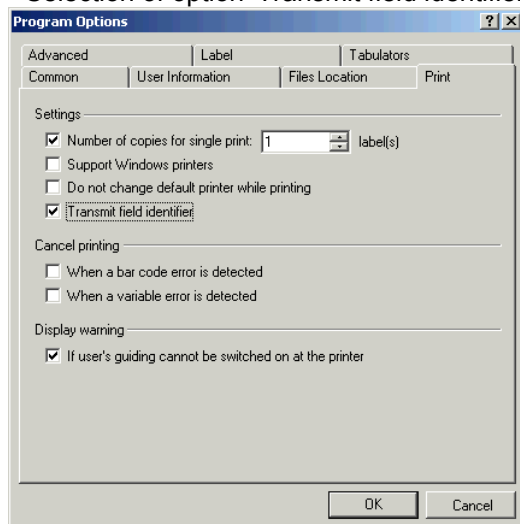 Selection of option "Transmit field identifier
Program Options
Advanced Label Tabulators
Common User Information Files Location Print
Settings
Number of copies for single print: 1 label(s)
Support Windows printers
Do not change default printer while printing
Transmit field identifier
Cancel printing
When a bar code error is detected
When a variable error is detected
Display warning
If user's guiding cannot be switched on at the printer
OK Cancel